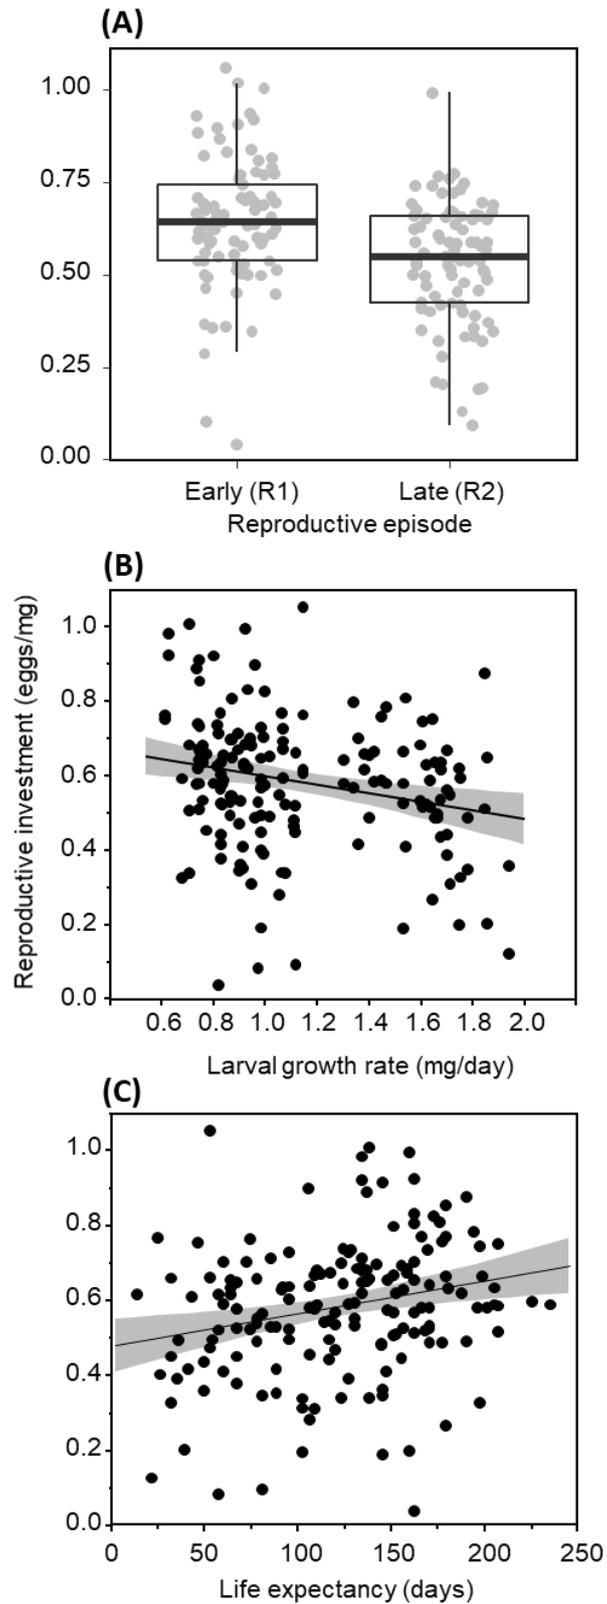 (A)
1.00
0.75
0.50
0.25
0.00
Early (R1) Late (R2)
Reproductive episode
(B)
Reproductive investment (eggs/mg)
1.0
0.8
0.6
0.4
0.2
0.0
0.6 0.8 1.0 1.2 1.4 1.6 1.8 2.0
Larval growth rate (mg/day)
(C)
1.0
0.8
0.6
0.4
0.2
0.0
0 50 100 150 200 250
Life expectancy (days)